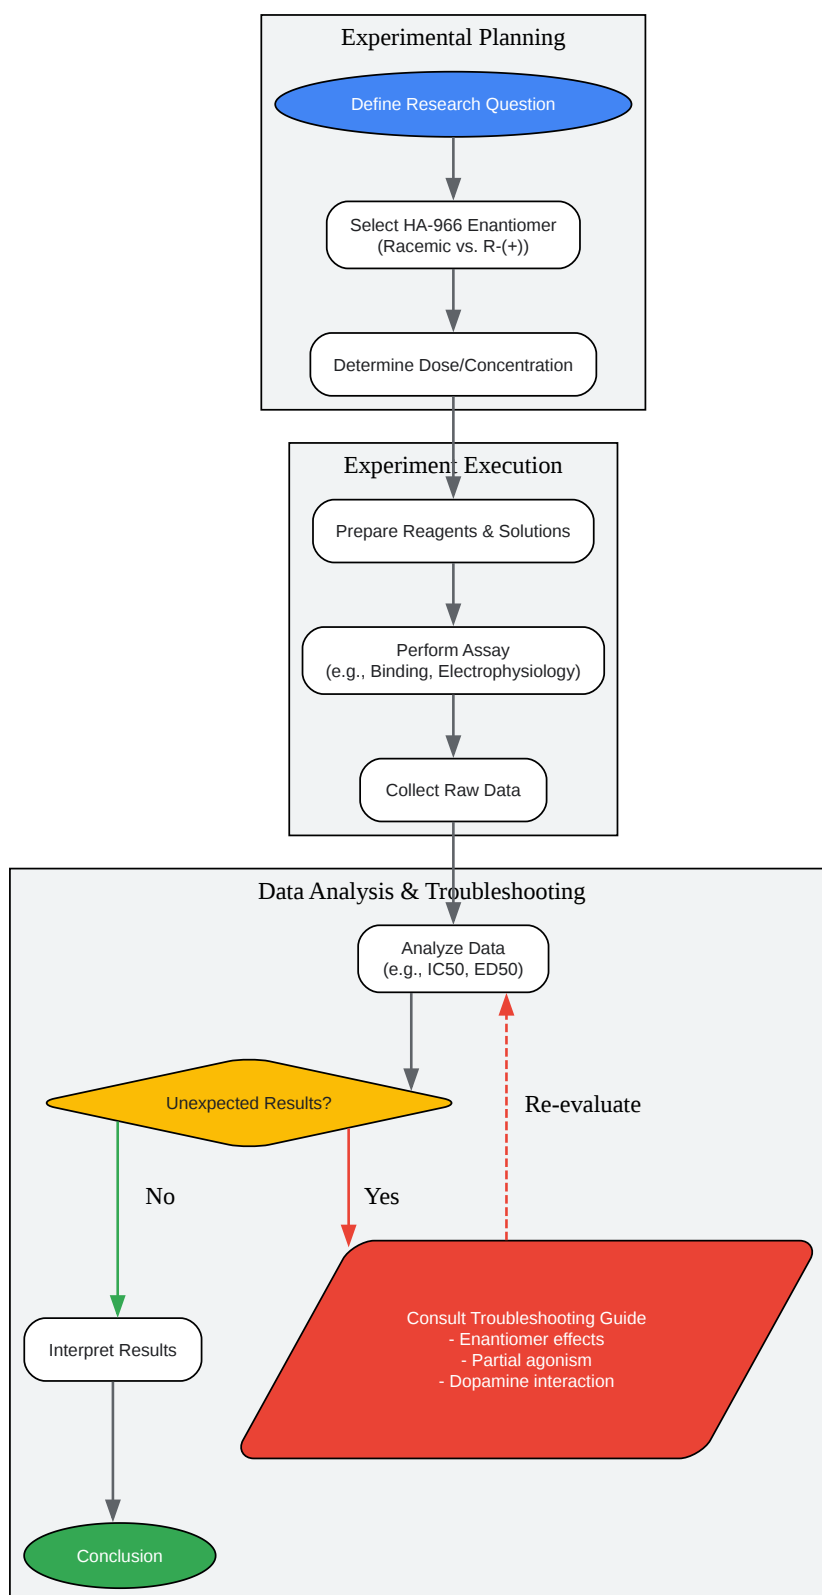 Experimental Planning
Define Research Question
Select HA-966 Enantiomer
(Racemic vs. R-(+))
Determine Dose/Concentration
Experiment Execution
Prepare Reagents & Solutions
Perform Assay
(e.g., Binding, Electrophysiology)
Collect Raw Data
Data Analysis & Troubleshooting
Analyze Data
(e.g., IC50, ED50)
Unexpected Results?
Re-evaluate
No
Yes
Consult Troubleshooting Guide
- Enantiomer effects
- Partial agonism
- Dopamine interaction
Interpret Results
Conclusion